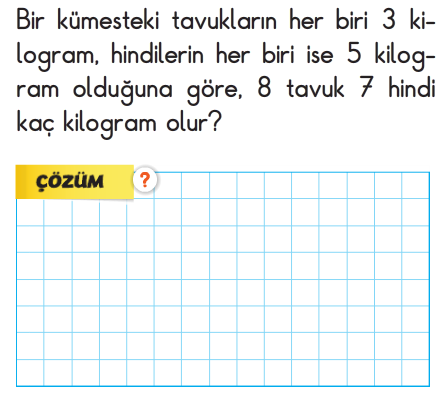 Bir kümesteki tavukların her biri 3 ki-
logram, hindilerin her biri ise 5 kilog-
ram olduğuna göre, 8 tavuk 7 hindi
kaç kilogram olur?
ÇÖZÜM ?